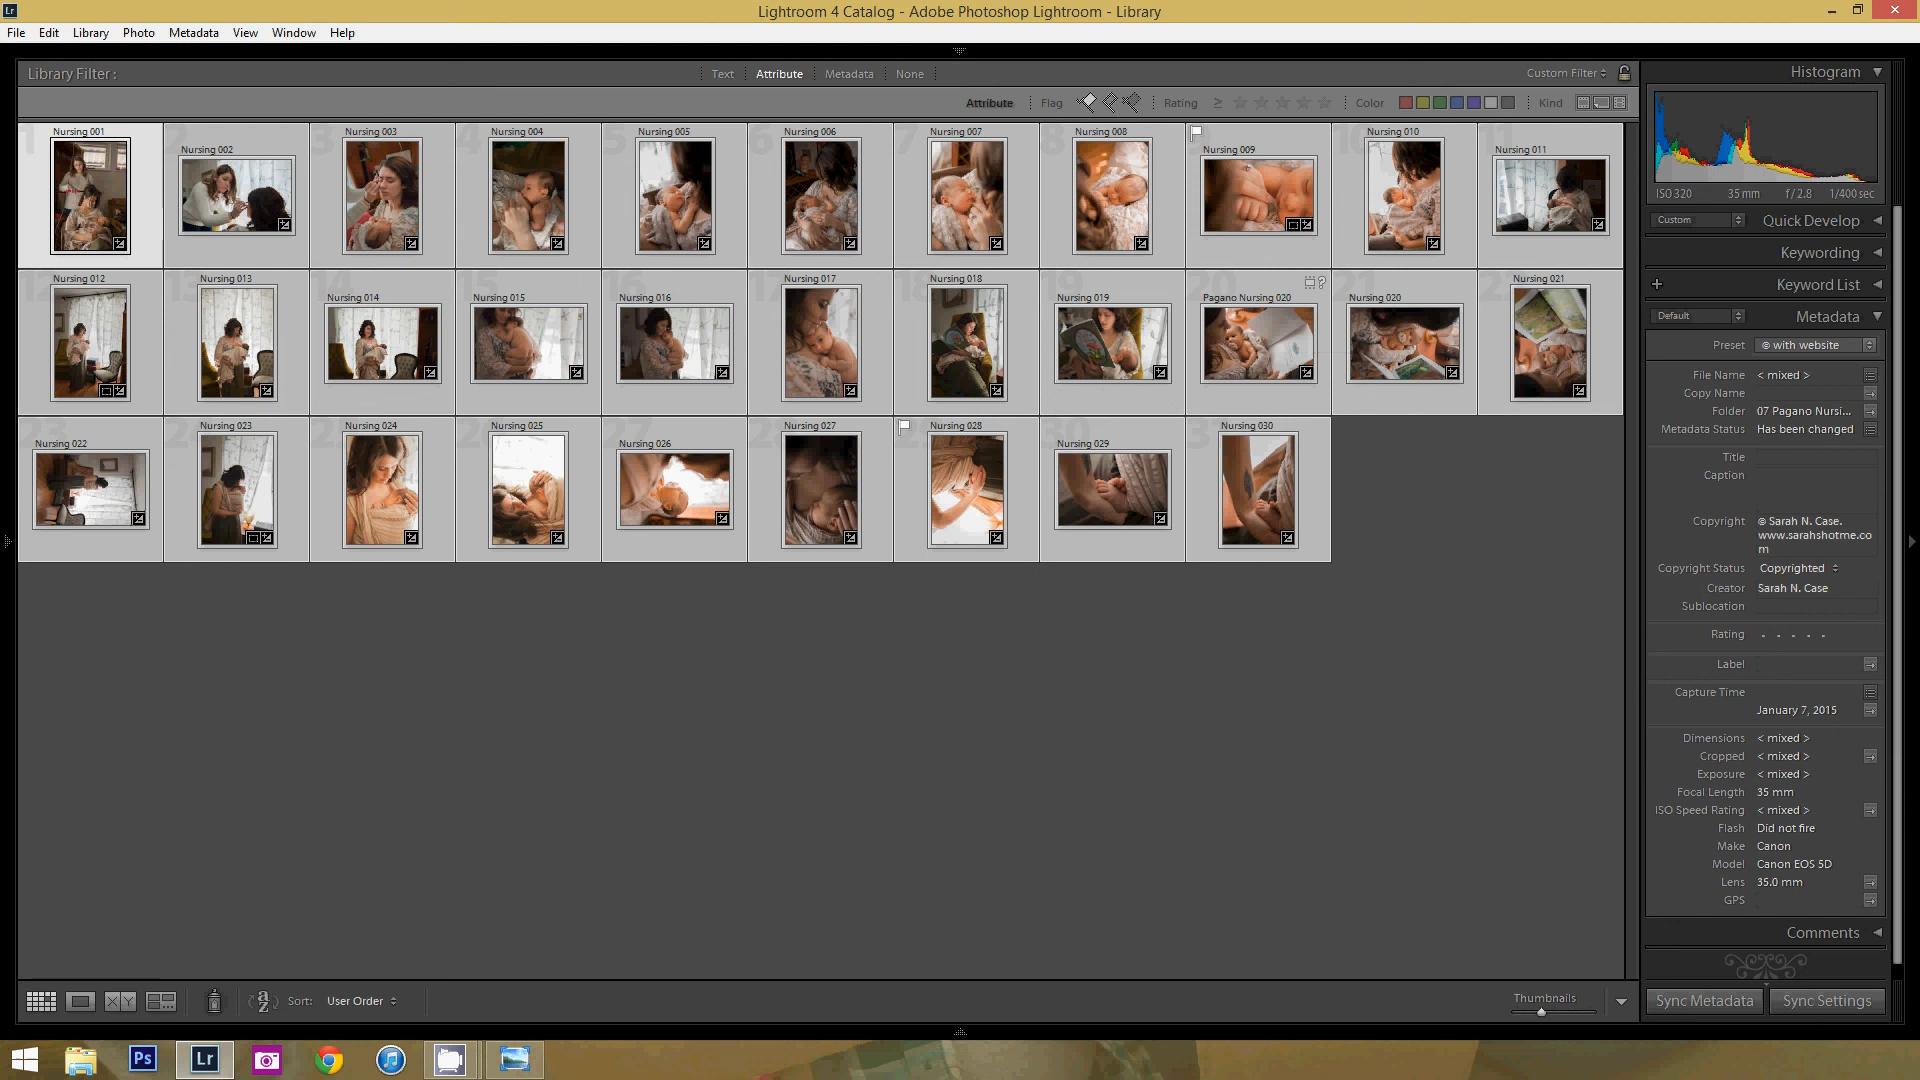 Lr
Lightroom 4 Catalog - Adobe Photoshop Lightroom - Library
File Edit Library Photo Metadata View Window Help
Library Filter :
Text Attribute Metadata None
Custom Filter
Histogram
Attribute Flag Rating ≥ Color Kind
ISO 320 35 mm f / 2.8 1/400 sec
Custom Quick Develop
Keywording
+ Keyword List
Default Metadata
Preset © with website
File Name < mixed >
Copy Name
Folder 07 Pagano Nursi...
Metadata Status Has been changed
Title
Caption
Copyright © Sarah N. Case.
www.sarahshotme.co
m
Copyright Status Copyrighted
Creator Sarah N. Case
Sublocation
Rating
Label
Capture Time
January 7, 2015
Dimensions < mixed >
Cropped < mixed >
Exposure < mixed >
Focal Length 35 mm
ISO Speed Rating < mixed >
Flash Did not fire
Make Canon
Model Canon EOS 5D
Lens 35.0 mm
GPS
Comments
Sync Metadata Sync Settings
Nursing 001 Nursing 002 Nursing 003 Nursing 004 Nursing 005 Nursing 006 Nursing 007 Nursing 008 Nursing 009 Nursing 010 Nursing 011
Nursing 012 Nursing 013 Nursing 014 Nursing 015 Nursing 016 Nursing 017 Nursing 018 Nursing 019 Pagano Nursing 020 Nursing 020 Nursing 021
Nursing 022 Nursing 023 Nursing 024 Nursing 025 Nursing 026 Nursing 027 Nursing 028 Nursing 029 Nursing 030
XY
a
z
Sort: User Order
Thumbnails
Ps Lr